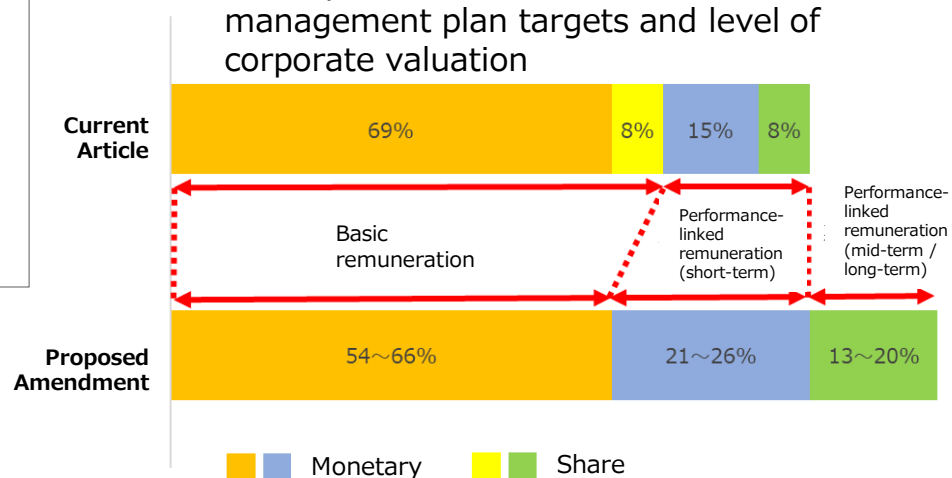 management plan targets and level of
corporate valuation
Current
Article
69%
8%
15%
8%
Basic
remuneration
Performance-
linked
remuneration
(short-term)
Performance-
linked
remuneration
(mid-term /
long-term)
Proposed
Amendment
54～66%
21～26%
13～20%
Monetary
Share